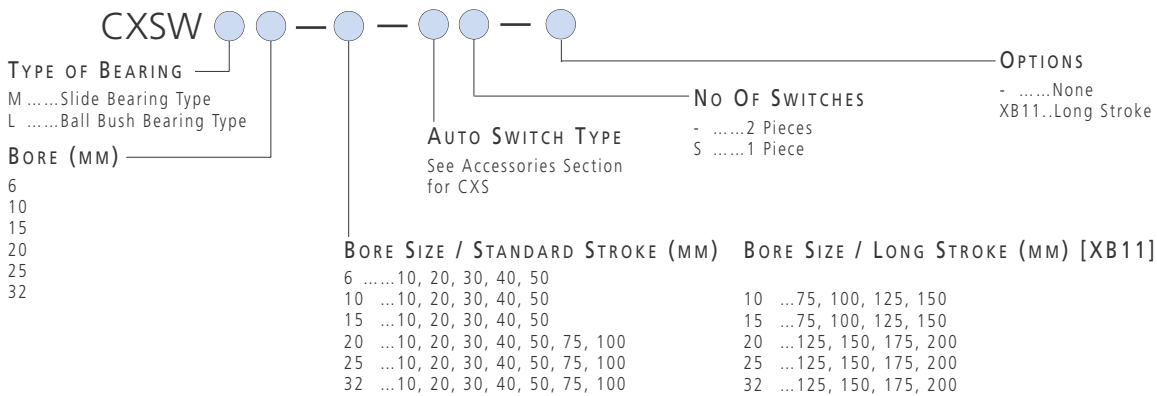 CXSW — — —
TYPE OF BEARING
M ......Slide Bearing Type
L ......Ball Bush Bearing Type
BORE (MM)
6
10
15
20
25
32
BORE SIZE / STANDARD STROKE (MM)
6 ......10, 20, 30, 40, 50
10 ...10, 20, 30, 40, 50
15 ...10, 20, 30, 40, 50
20 ...10, 20, 30, 40, 50, 75, 100
25 ...10, 20, 30, 40, 50, 75, 100
32 ...10, 20, 30, 40, 50, 75, 100
BORE SIZE / LONG STROKE (MM) [XB11]
10 ...75, 100, 125, 150
15 ...75, 100, 125, 150
20 ...125, 150, 175, 200
25 ...125, 150, 175, 200
32 ...125, 150, 175, 200
AUTO SWITCH TYPE
See Accessories Section
for CXS
NO OF SWITCHES
- ......2 Pieces
S ......1 Piece
OPTIONS
- ......None
XB11..Long Stroke